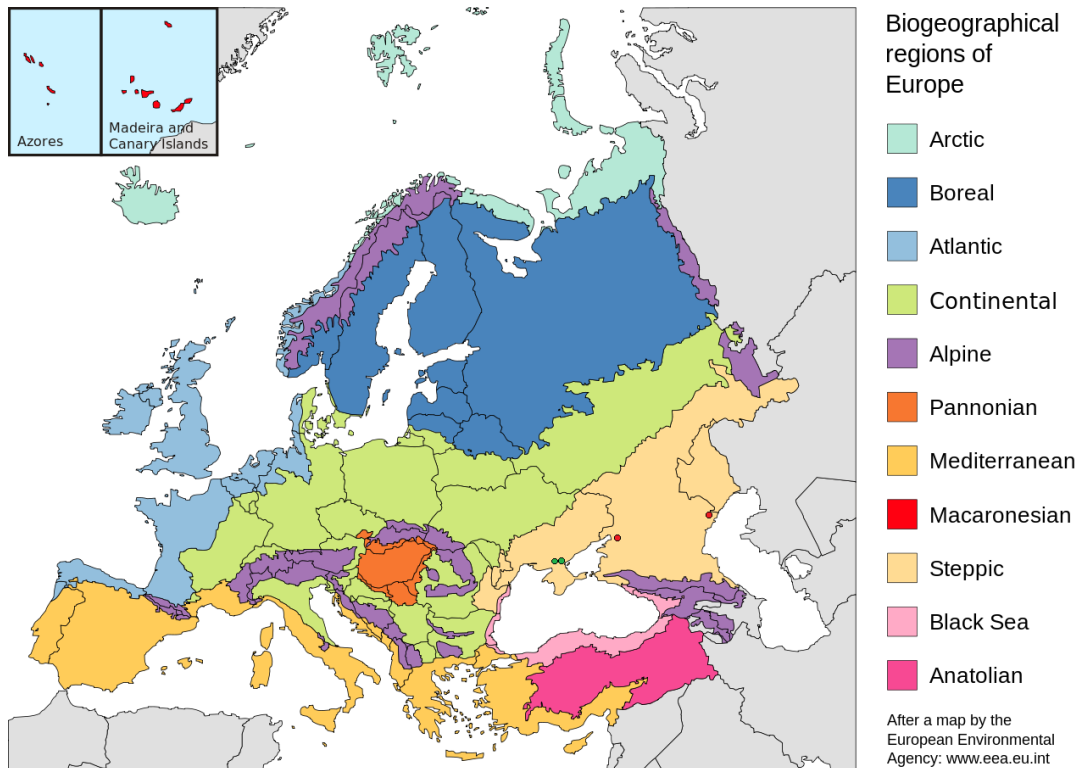 Azores
Madeira and
Canary Islands
Biogeographical
regions of
Europe
Arctic
Boreal
Atlantic
Continental
Alpine
Pannonian
Mediterranean
Macaronesian
Steppic
Black Sea
Anatolian
After a map by the
European Environmental
Agency: www.eea.eu.int